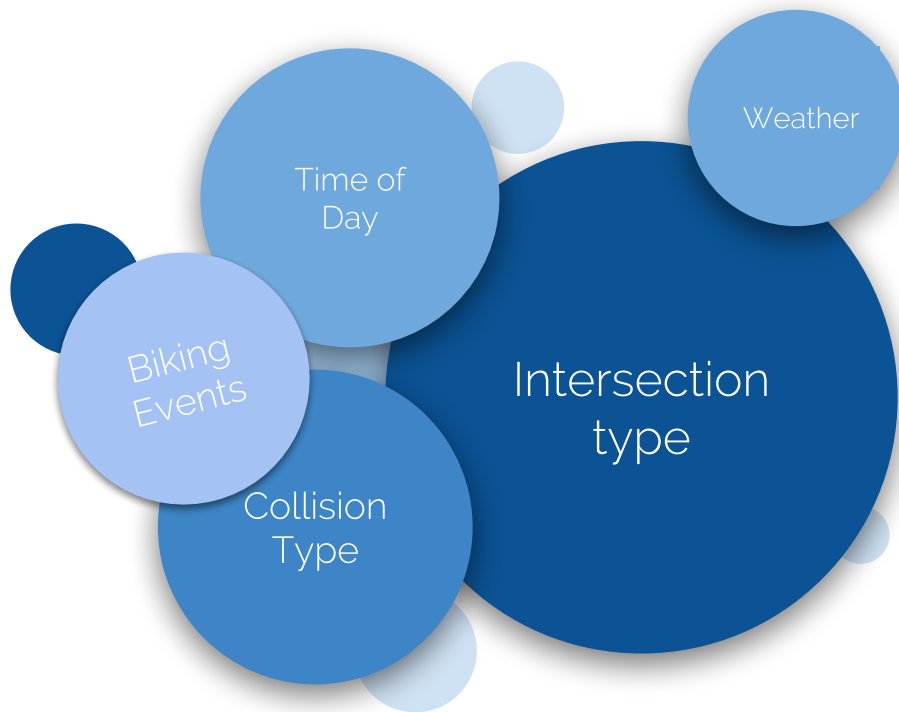 Weather
Time of
Day
Biking
Events
Intersection
type
Collision
Type